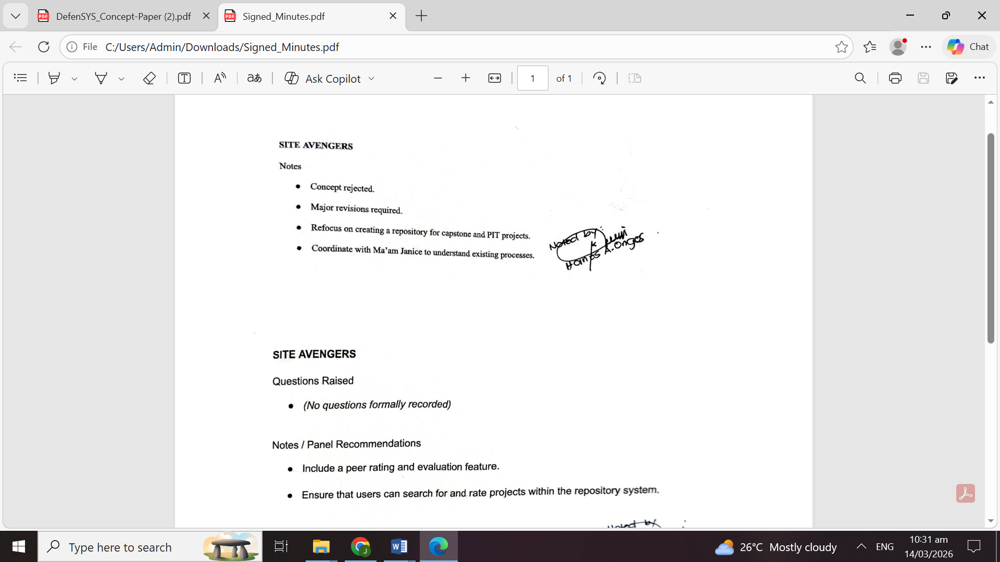 DefenSYS_Concept-Paper (2).pdf
Signed_Minutes.pdf
File C:/Users/Admin/Downloads/Signed_Minutes.pdf
Chat
Ask Copilot
1 of 1
SITE AVENGERS
Notes
• Concept rejected.
• Major revisions required.
• Refocus on creating a repository for capstone and PIT projects.
• Coordinate with Ma'am Janice to understand existing processes.
Noted by:
A. Onges
SITE AVENGERS
Questions Raised
• (No questions formally recorded)
Notes / Panel Recommendations
• Include a peer rating and evaluation feature.
• Ensure that users can search for and rate projects within the repository system.
Noted by
Type here to search
26°C Mostly cloudy
ENG
10:31 am
14/03/2026